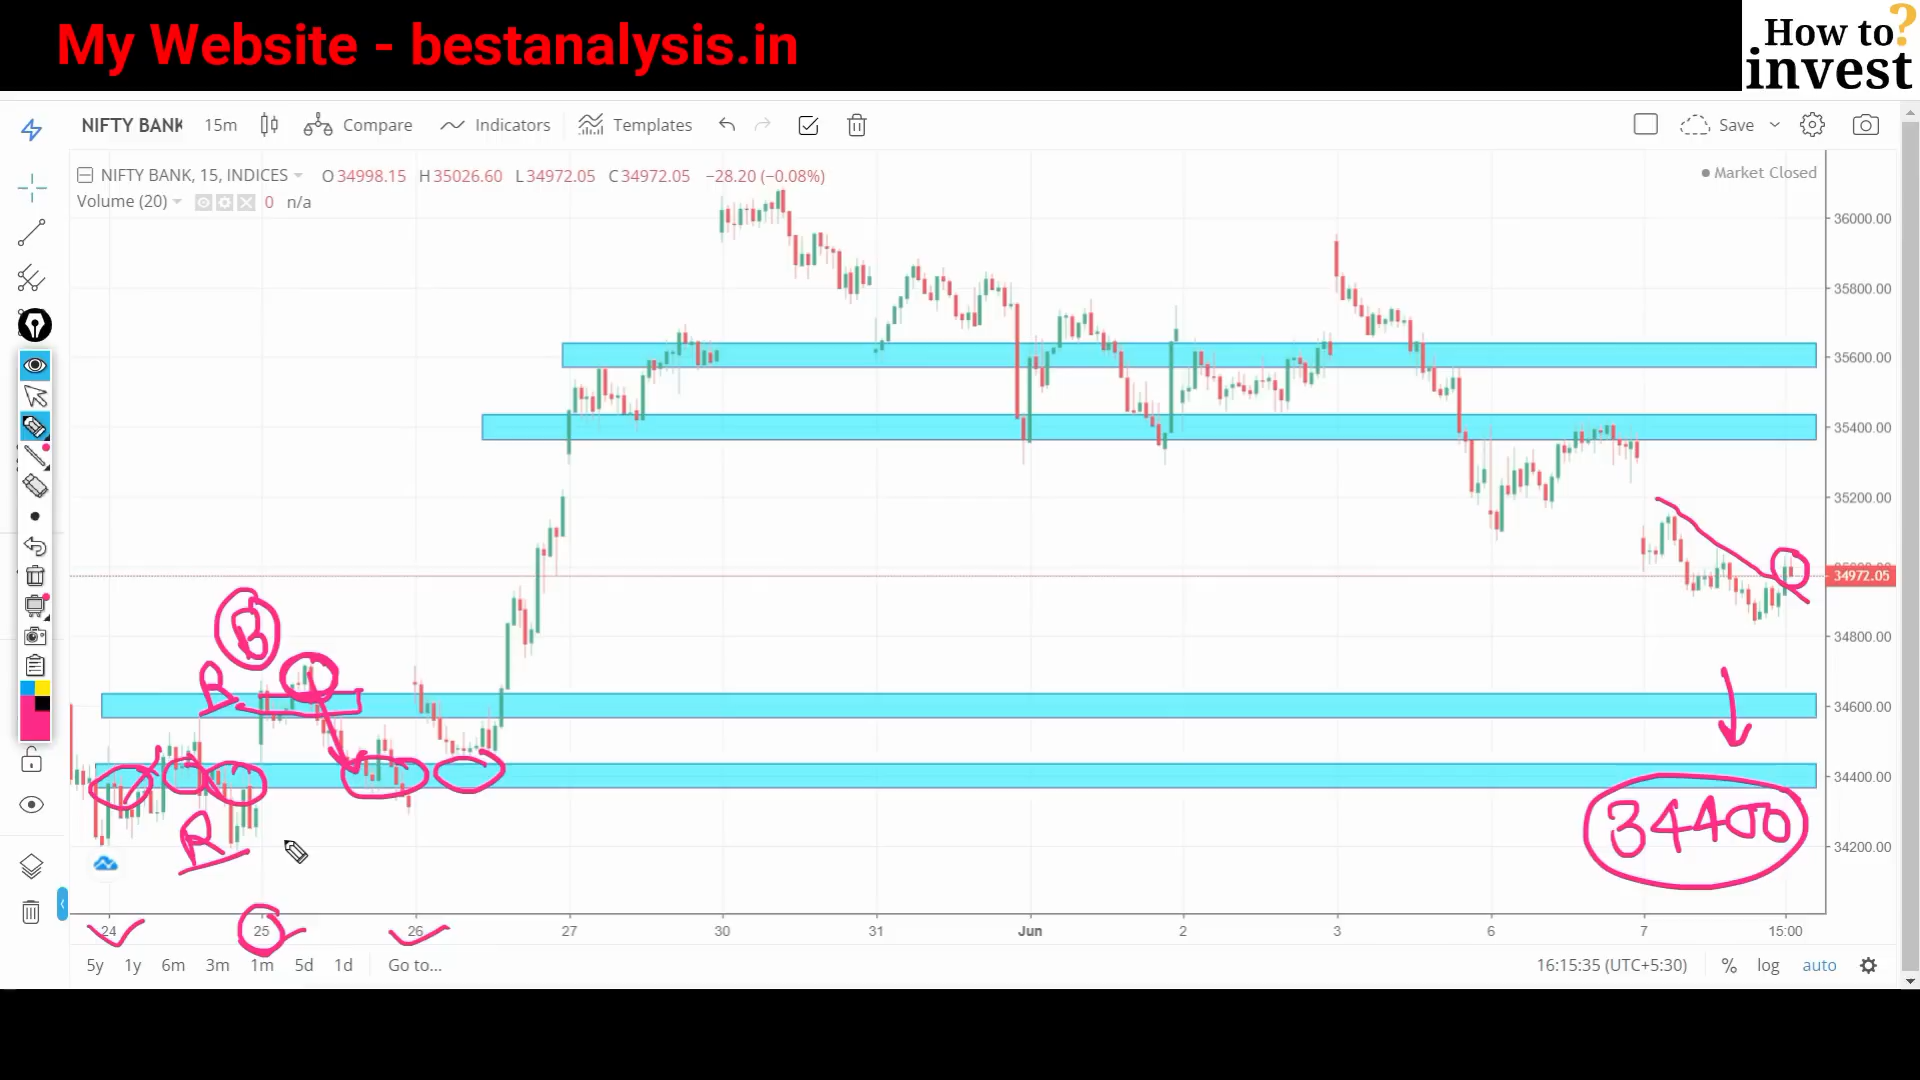 My Website - bestanalysis.in
How to?
invest
NIFTY BANK 15m Compare Indicators Templates Save
NIFTY BANK, 15, INDICES O34998.15 H35026.60 L34972.05 C34972.05 −28.20 (−0.08%)
Market Closed
Volume (20) 0 n/a
36000.00
35800.00
35600.00
35400.00
35200.00
34972.05
34800.00
34600.00
34400.00
34200.00
B
R
R
34400
24 25 26 27 30 31 Jun 2 3 6 7 15:00
5y 1y 6m 3m 1m 5d 1d Go to... 16:15:35 (UTC+5:30) % log auto